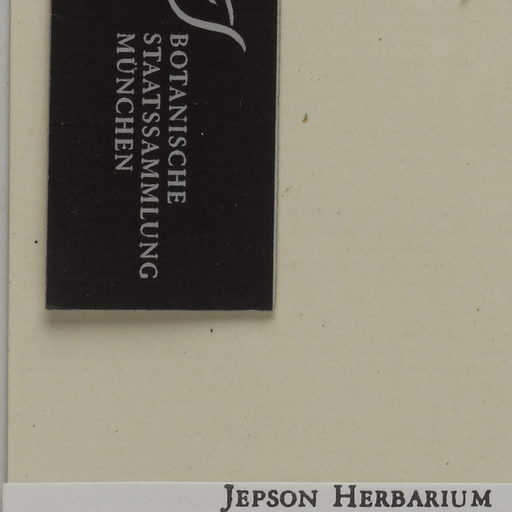 BOTANISCHE
STAATSSAMMLUNG
MÜNCHEN
JEPSON HERBARIUM